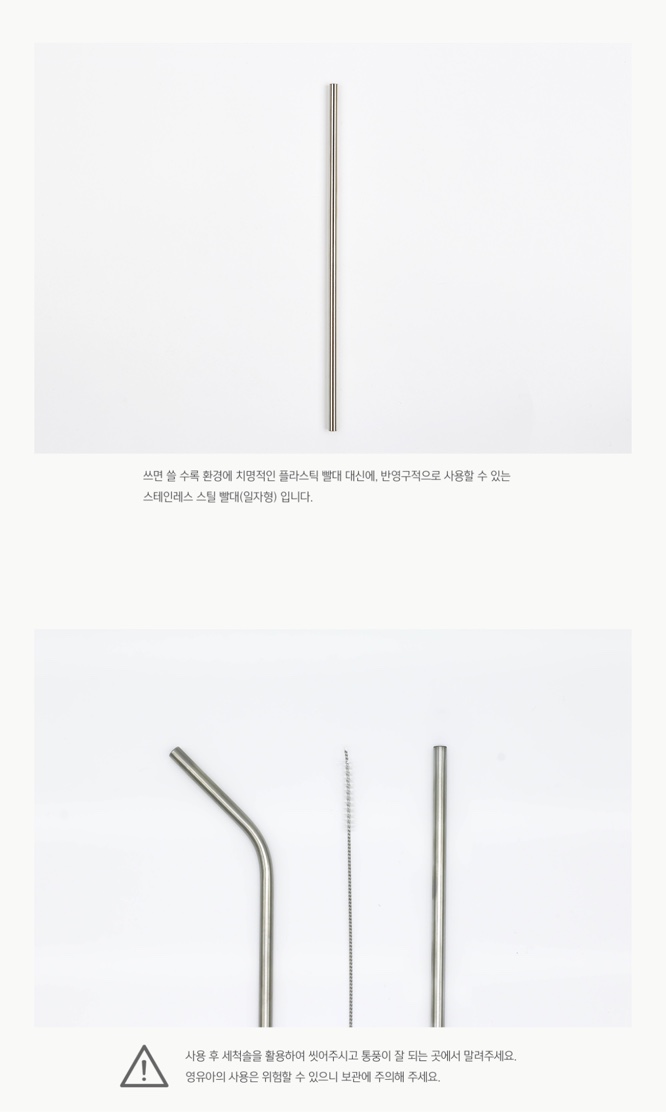 쓰면 쓸 수록 환경에 치명적인 플라스틱 빨대 대신에, 반영구적으로 사용할 수 있는
스테인레스 스틸 빨대(일자형) 입니다.
사용 후 세척솔을 활용하여 씻어주시고 통풍이 잘 되는 곳에서 말려주세요.
영유아의 사용은 위험할 수 있으니 보관에 주의해 주세요.